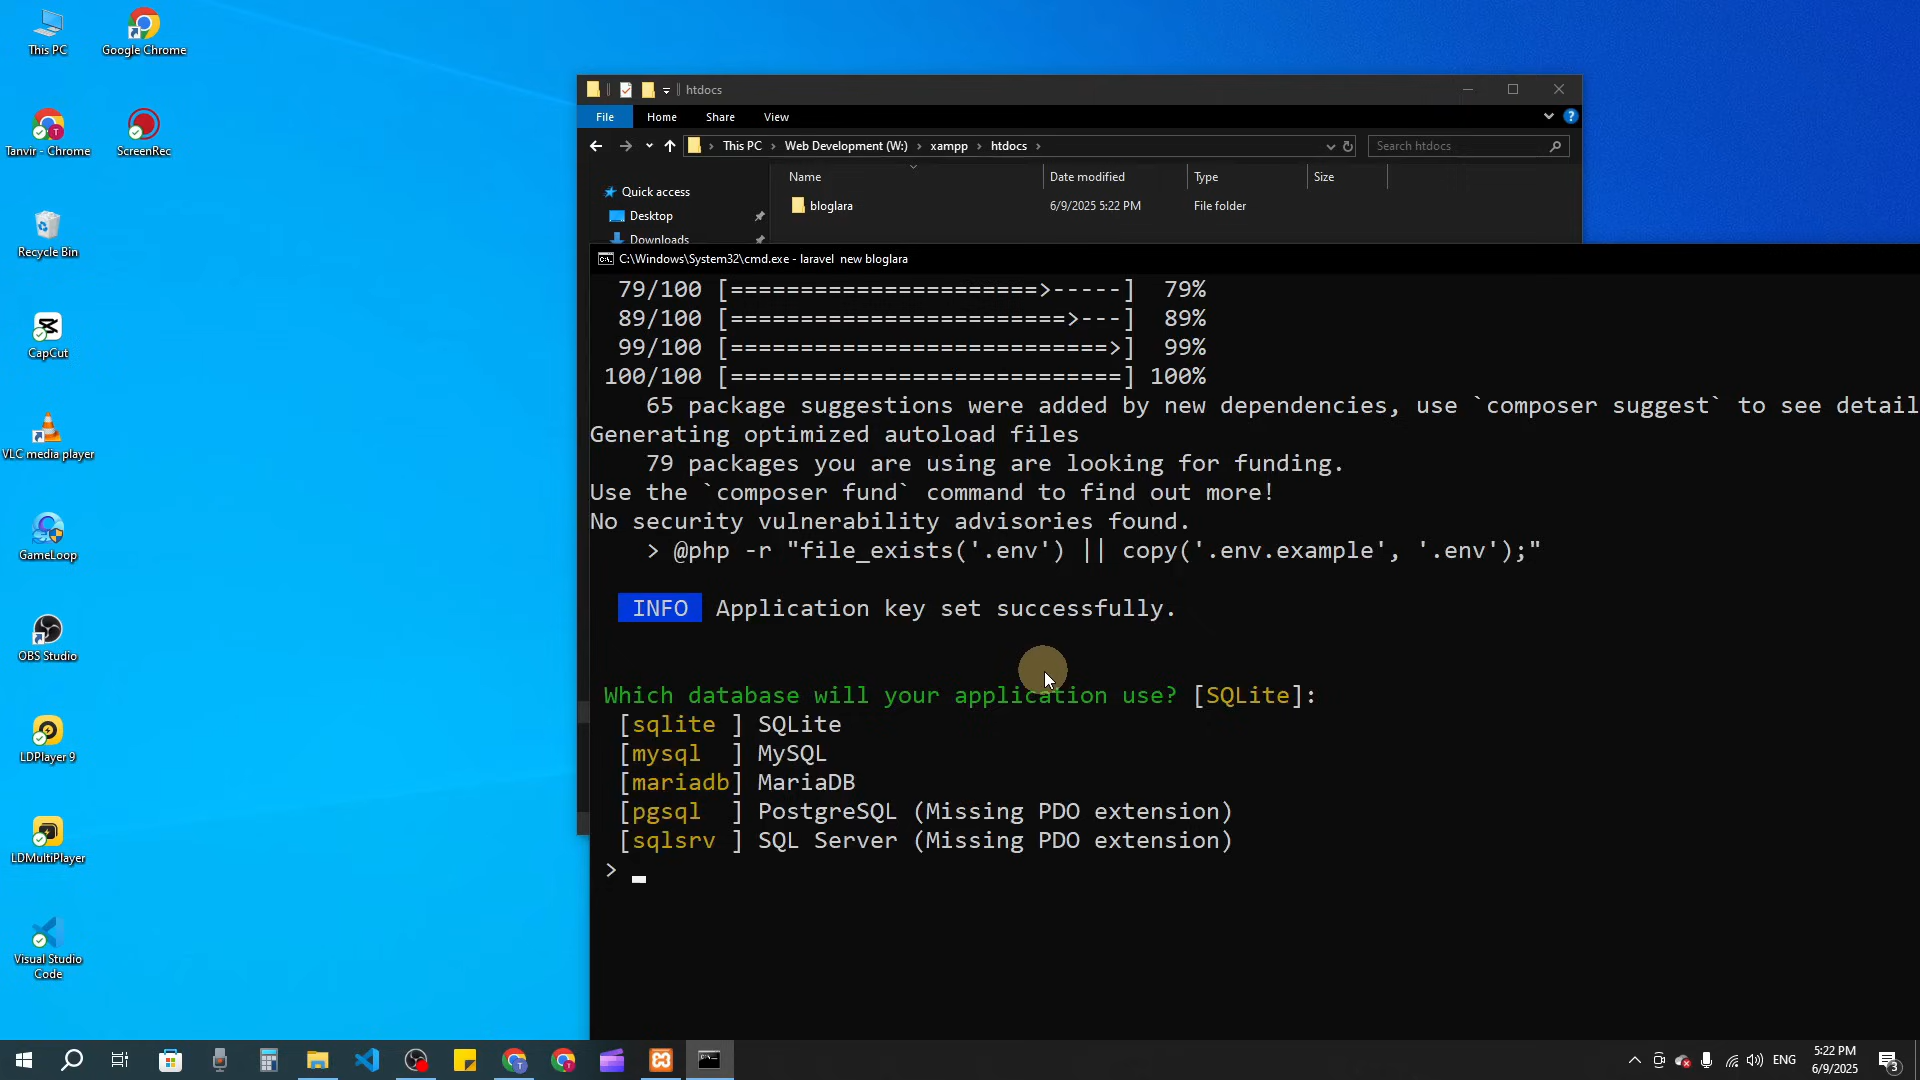 This PC
Google Chrome
Tanvir - Chrome
ScreenRec
Recycle Bin
CapCut
VLC media player
GameLoop
OBS Studio
LDPlayer 9
LDMultiPlayer
Visual Studio
Code
htdocs
File
Home
Share
View
This PC
Web Development (W:)
xampp
htdocs
Search htdocs
Name
Date modified
Type
Size
Quick access
bloglara
6/9/2025 5:22 PM
File folder
Desktop
Downloads
C:\Windows\System32\cmd.exe - laravel  new bloglara
79/100 [======================>-----]  79%
89/100 [========================>---]  89%
99/100 [===========================>]  99%
100/100 [============================] 100%
65 package suggestions were added by new dependencies, use `composer suggest` to see detail
Generating optimized autoload files
79 packages you are using are looking for funding.
Use the `composer fund` command to find out more!
No security vulnerability advisories found.
> @php -r "file_exists('.env') || copy('.env.example', '.env');"
INFO Application key set successfully.
Which database will your application use? [SQLite]:
[sqlite ] SQLite
[mysql  ] MySQL
[mariadb] MariaDB
[pgsql  ] PostgreSQL (Missing PDO extension)
[sqlsrv ] SQL Server (Missing PDO extension)
>
ENG
5:22 PM
6/9/2025
3